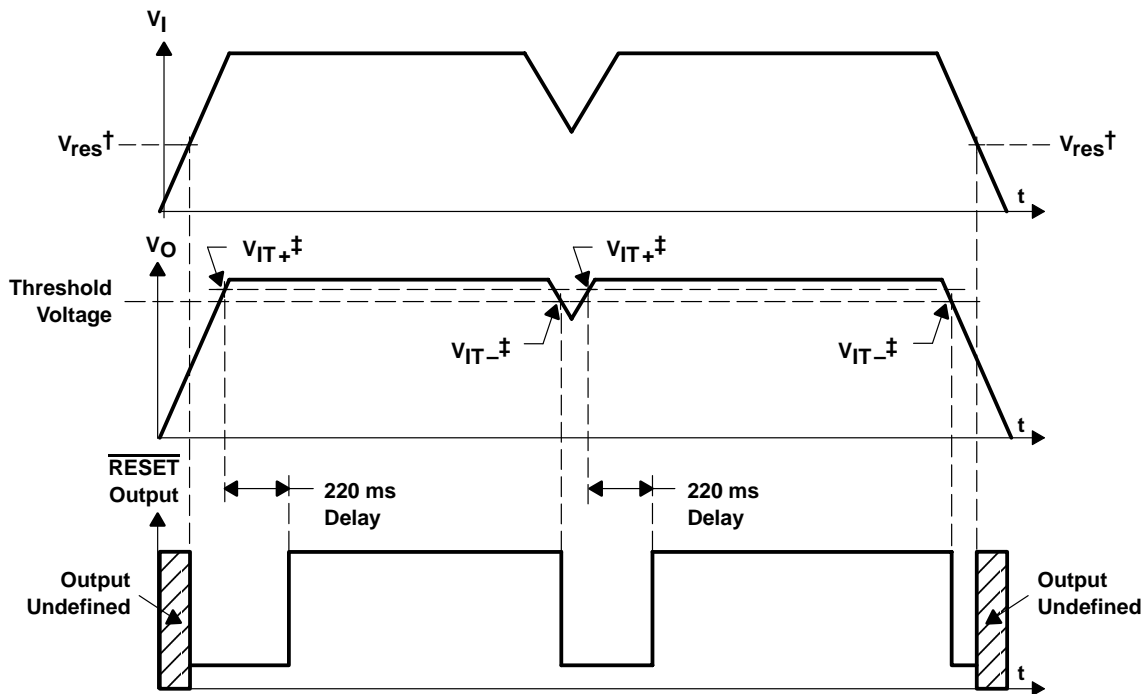 VI
Vres†
Vres†
t
VO
VIT+‡
VIT+‡
Threshold
Voltage
VIT–‡
VIT–‡
t
RESET
Output
220 ms
Delay
220 ms
Delay
Output
Undefined
Output
Undefined
t